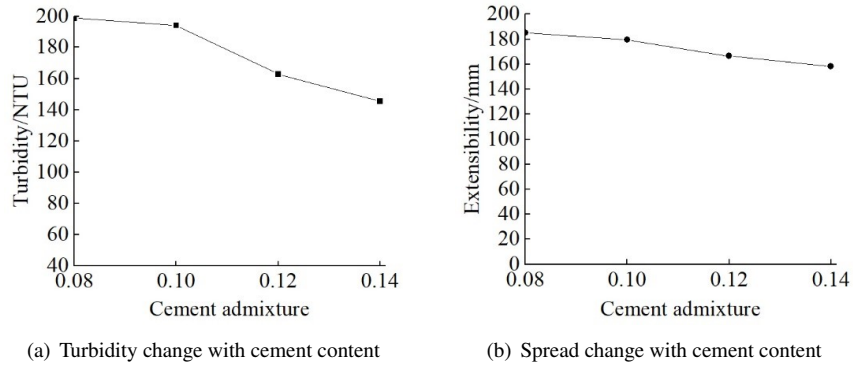 200
180
160
140
120
100
80
60
40
Turbidity/NTU
0.08 0.10 0.12 0.14
Cement admixture
(a) Turbidity change with cement content
200
180
160
140
120
100
80
60
40
20
0
Extensibility/mm
0.08 0.10 0.12 0.14
Cement admixture
(b) Spread change with cement content